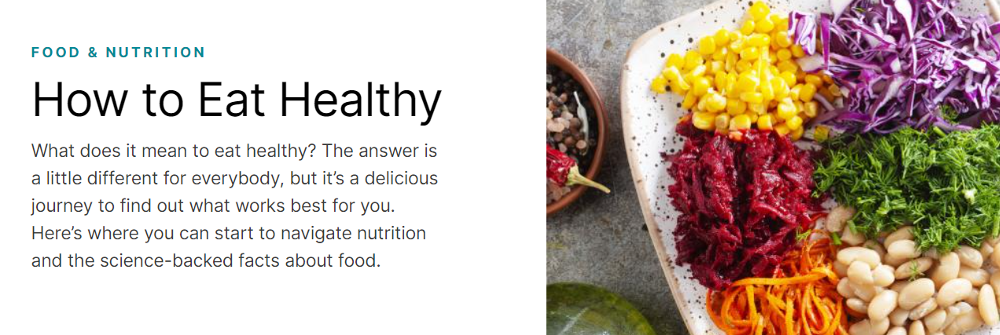 FOOD & NUTRITION
How to Eat Healthy
What does it mean to eat healthy? The answer is
a little different for everybody, but it’s a delicious
journey to find out what works best for you.
Here’s where you can start to navigate nutrition
and the science-backed facts about food.